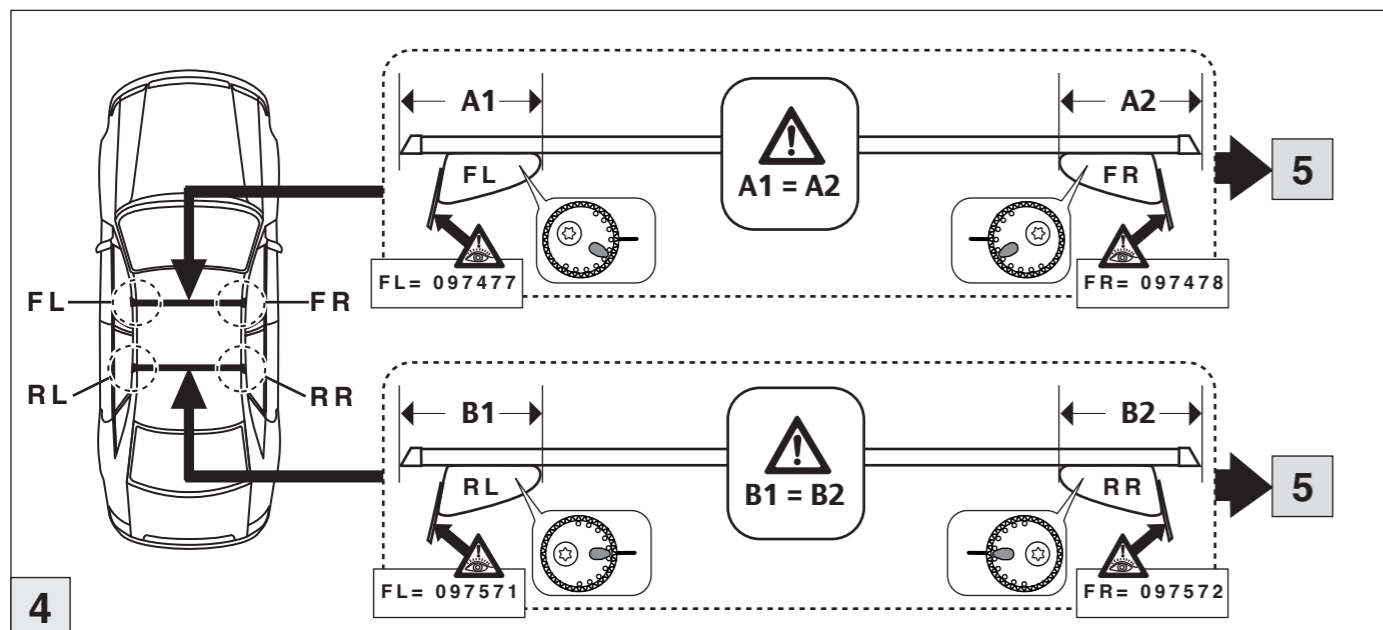 A1
A2
FL
FR
A1 = A2
5
FL= 097477
FR= 097478
FL
FR
RL
RR
B1
B2
RL
RR
B1 = B2
5
FL= 097571
FR= 097572
4